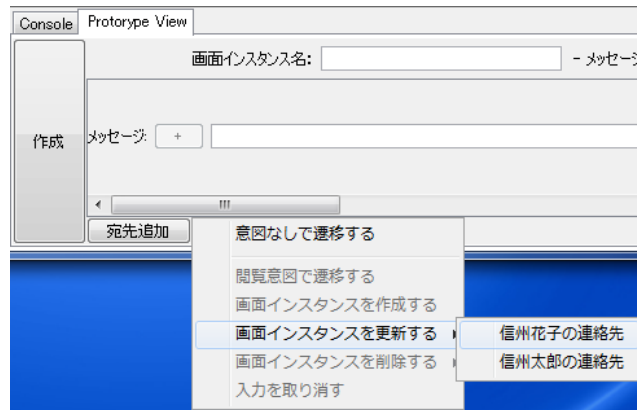 Console Protorype View
画面インスタンス名: - メッセージ
作成
メッセージ: +
宛先追加
意図なしで遷移する
閲覧意図で遷移する
画面インスタンスを作成する
画面インスタンスを更新する
信州花子の連絡先
画面インスタンスを削除する
信州太郎の連絡先
入力を取り消す